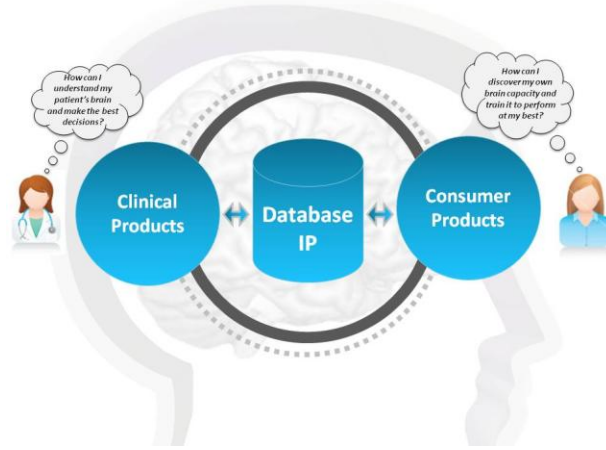 How can I
understand my
patient's brain
and make the best
decisions?
How can I
discover my own
brain capacity and
train it to perform
at my best?
Clinical
Products
Database
IP
Consumer
Products